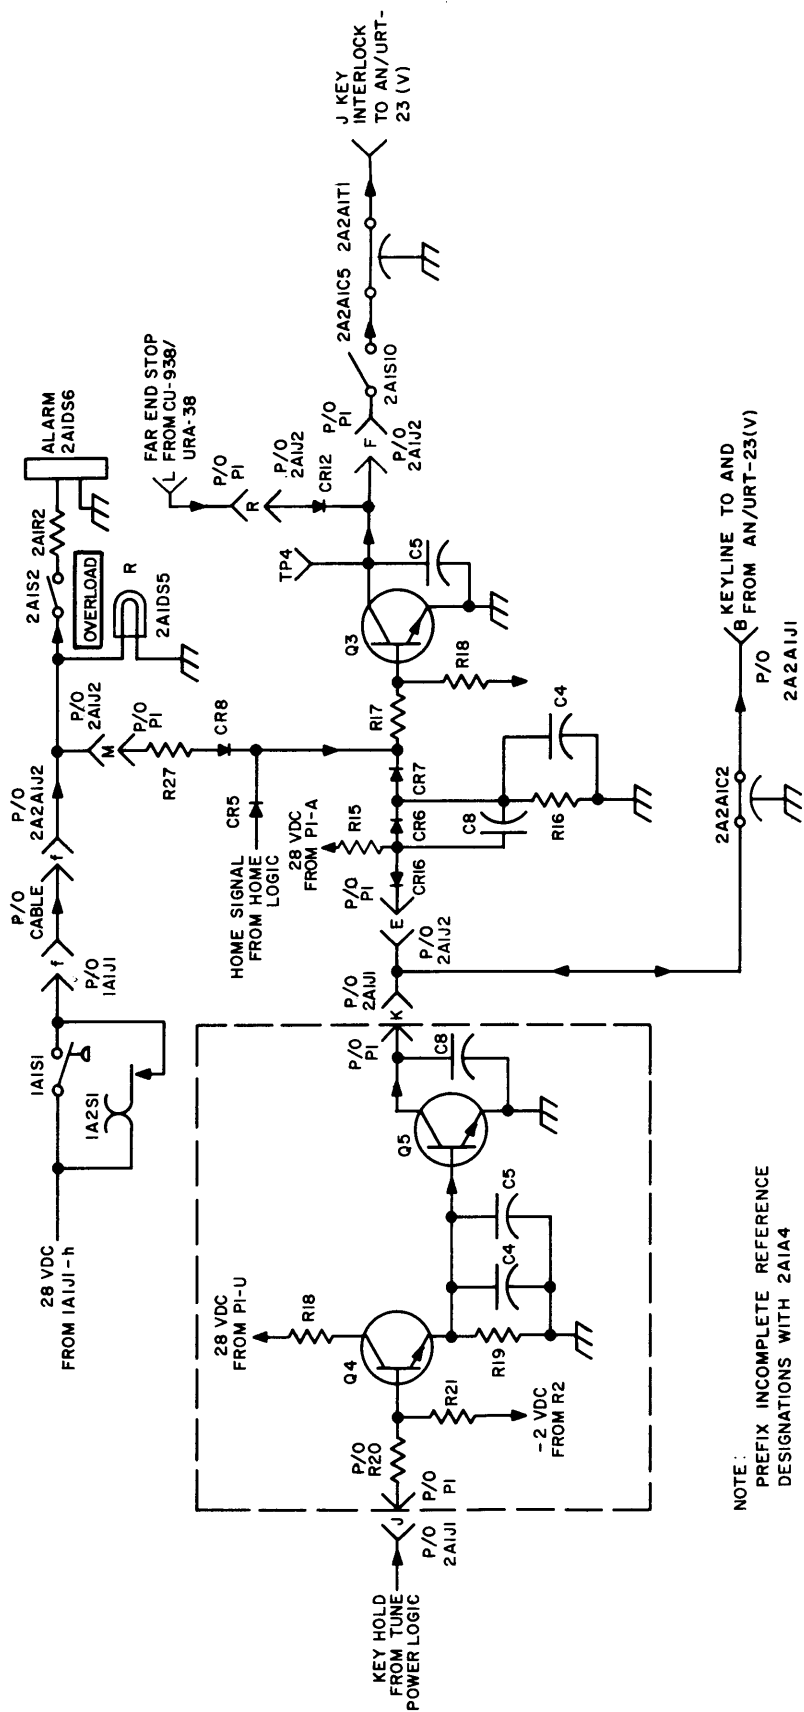 28 VDC
FROM 1A1J1-h
1A1S1
1A2S1
f
P/O
1A1J1
P/O
CABLE
f
P/O
2A2A1J2
P/O
2A1J2
M
P/O
P1
2A1S2
OVERLOAD
R
2A1DS5
2A1R2
ALARM
2A1DS6
R27
CR8
CR5
HOME SIGNAL
FROM HOME
LOGIC
FAR END STOP
FROM CU-938/
URA-38
L
P/O
P1
R
P/O
2A1J2
CR12
TP4
C5
Q3
R17
R18
28 VDC
FROM P1-A
R15
CR7
CR6
CR16
C8
R16
C4
P/O
P1
E
P/O
2A1J2
P/O
P1
F
P/O
2A1J2
2A1S10
2A2A1C5
2A2A1T1
J KEY
INTERLOCK
TO AN/URT-
23 (V)
KEY HOLD
FROM TUNE
POWER LOGIC
J
P/O
2A1J1
P/O
P1
P/O
R20
R21
-2 VDC
FROM R2
28 VDC
FROM P1-U
R18
Q4
R19
C4
C5
Q5
C8
P/O
P1
K
P/O
2A1J1
2A2A1C2
B KEYLINE TO AND
FROM AN/URT-23(V)
P/O
2A2A1J1
NOTE:
PREFIX INCOMPLETE REFERENCE
DESIGNATIONS WITH 2A1A4